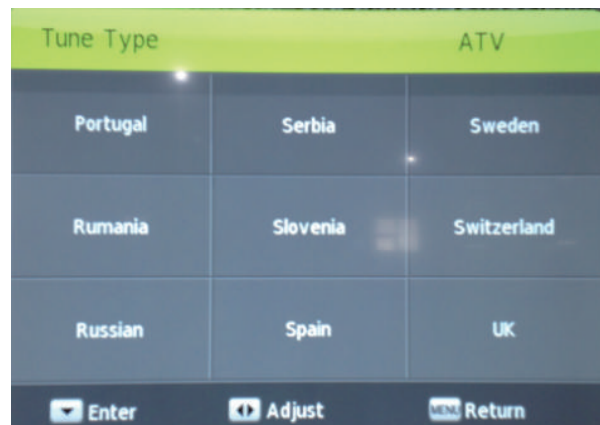 Tune Type ATV
Portugal Serbia Sweden
Rumania Slovenia Switzerland
Russian Spain UK
Enter Adjust MENU Return